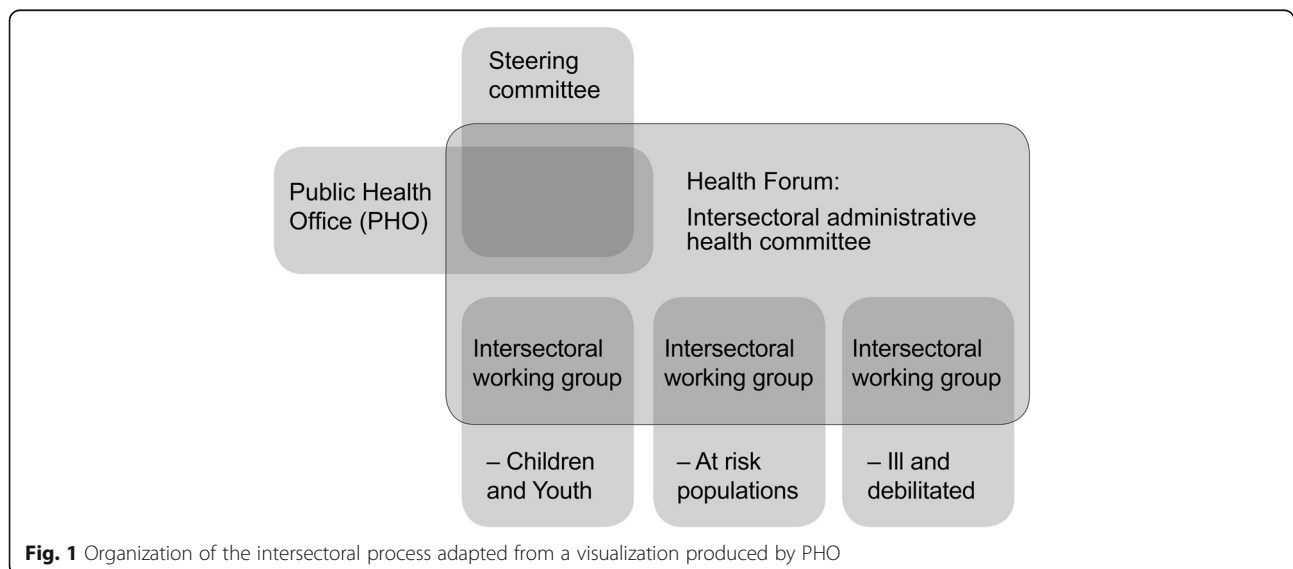 Steering
committee
Public Health
Office (PHO)
Health Forum:
Intersectoral administrative
health committee
Intersectoral
working group
Intersectoral
working group
Intersectoral
working group
– Children
and Youth
– At risk
populations
– Ill and
debilitated
Fig. 1 Organization of the intersectoral process adapted from a visualization produced by PHO